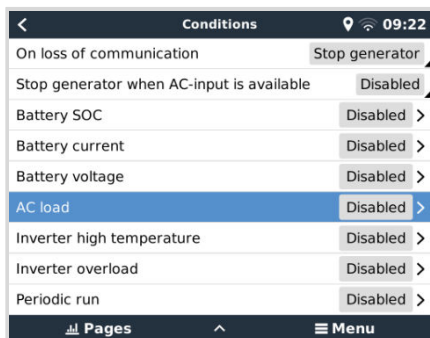 Conditions 09:22
On loss of communication Stop generator
Stop generator when AC-input is available Disabled
Battery SOC Disabled
Battery current Disabled
Battery voltage Disabled
AC load Disabled
Inverter high temperature Disabled
Inverter overload Disabled
Periodic run Disabled
Pages Menu